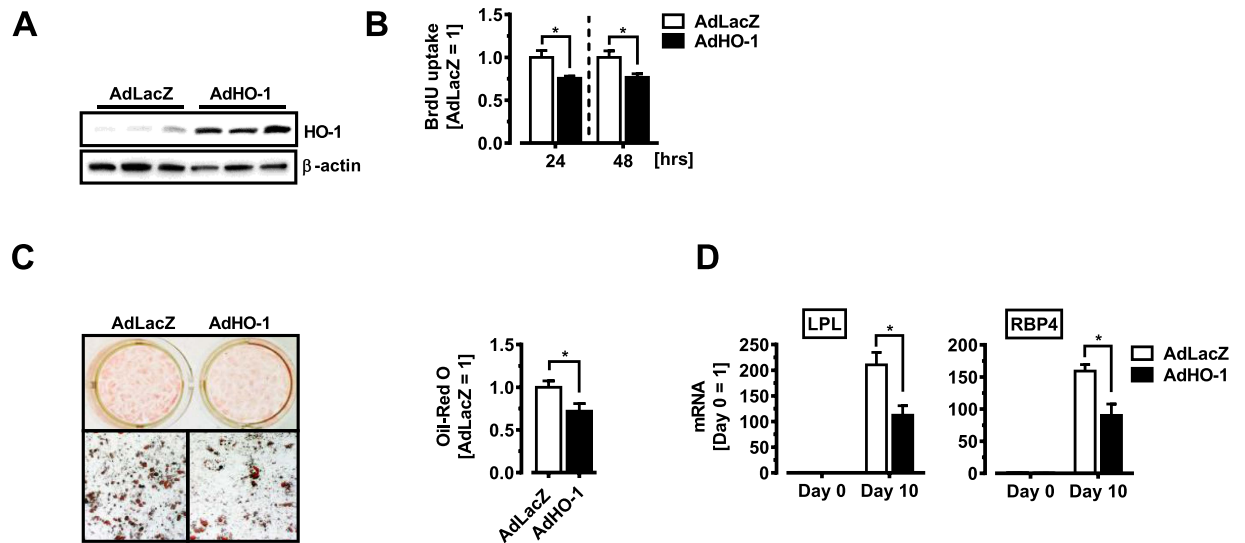 A
AdLacZ AdHO-1
HO-1
β-actin
B
BrdU uptake
[AdLacZ = 1]
1.5
1.0
0.5
0.0
* *
24 48 [hrs]
AdLacZ
AdHO-1
C
AdLacZ AdHO-1
Oil-Red O
[AdLacZ = 1]
1.5
1.0
0.5
0.0
*
AdLacZ
AdHO-1
D
mRNA
[Day 0 = 1]
LPL
250
200
150
100
50
0
*
Day 0 Day 10
RBP4
200
150
100
50
0
*
Day 0 Day 10
AdLacZ
AdHO-1